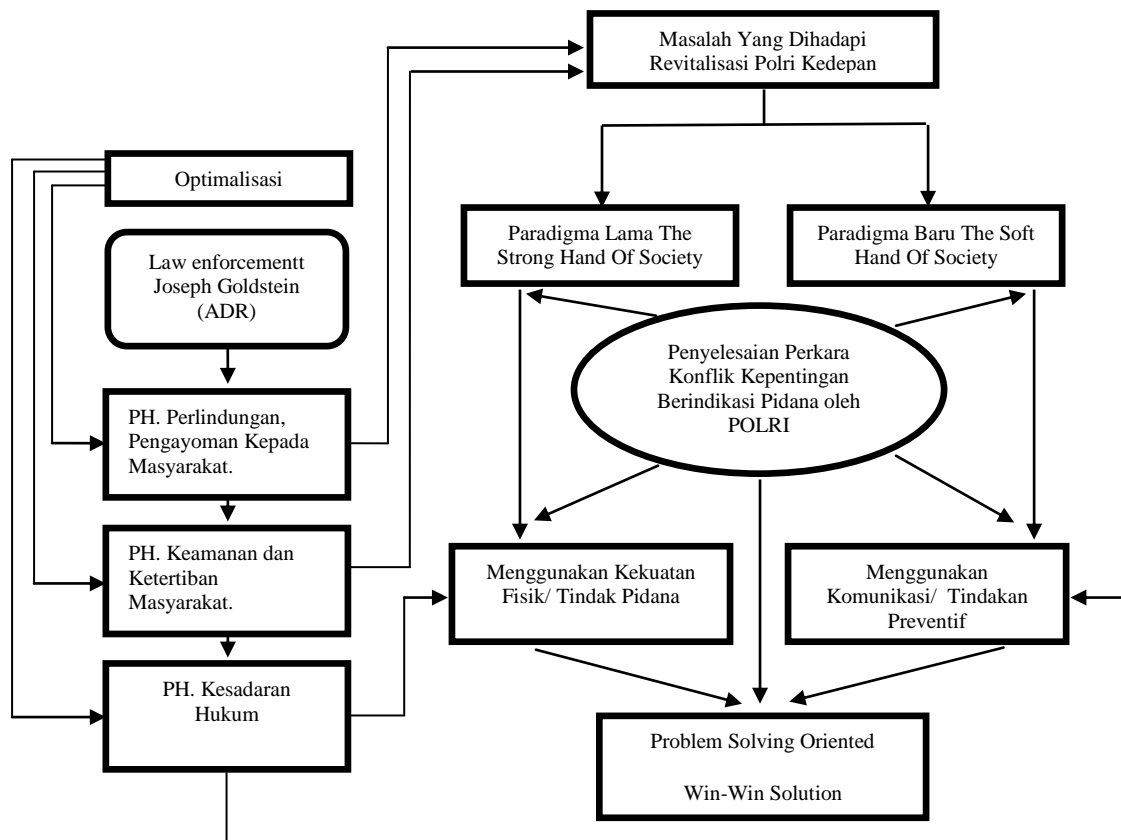 Masalah Yang Dihadapi
Revitalisasi Polri Kedepan
Optimalisasi
Law enforcementt
Joseph Goldstein
(ADR)
PH. Perlindungan,
Pengayoman Kepada
Masyarakat.
PH. Keamanan dan
Ketertiban
Masyarakat.
PH. Kesadaran
Hukum
Paradigma Lama The
Strong Hand Of Society
Paradigma Baru The Soft
Hand Of Society
Penyelesaian Perkara
Konflik Kepentingan
Berindikasi Pidana oleh
POLRI
Menggunakan Kekuatan
Fisik/ Tindak Pidana
Menggunakan
Komunikasi/ Tindakan
Preventif
Problem Solving Oriented
Win-Win Solution